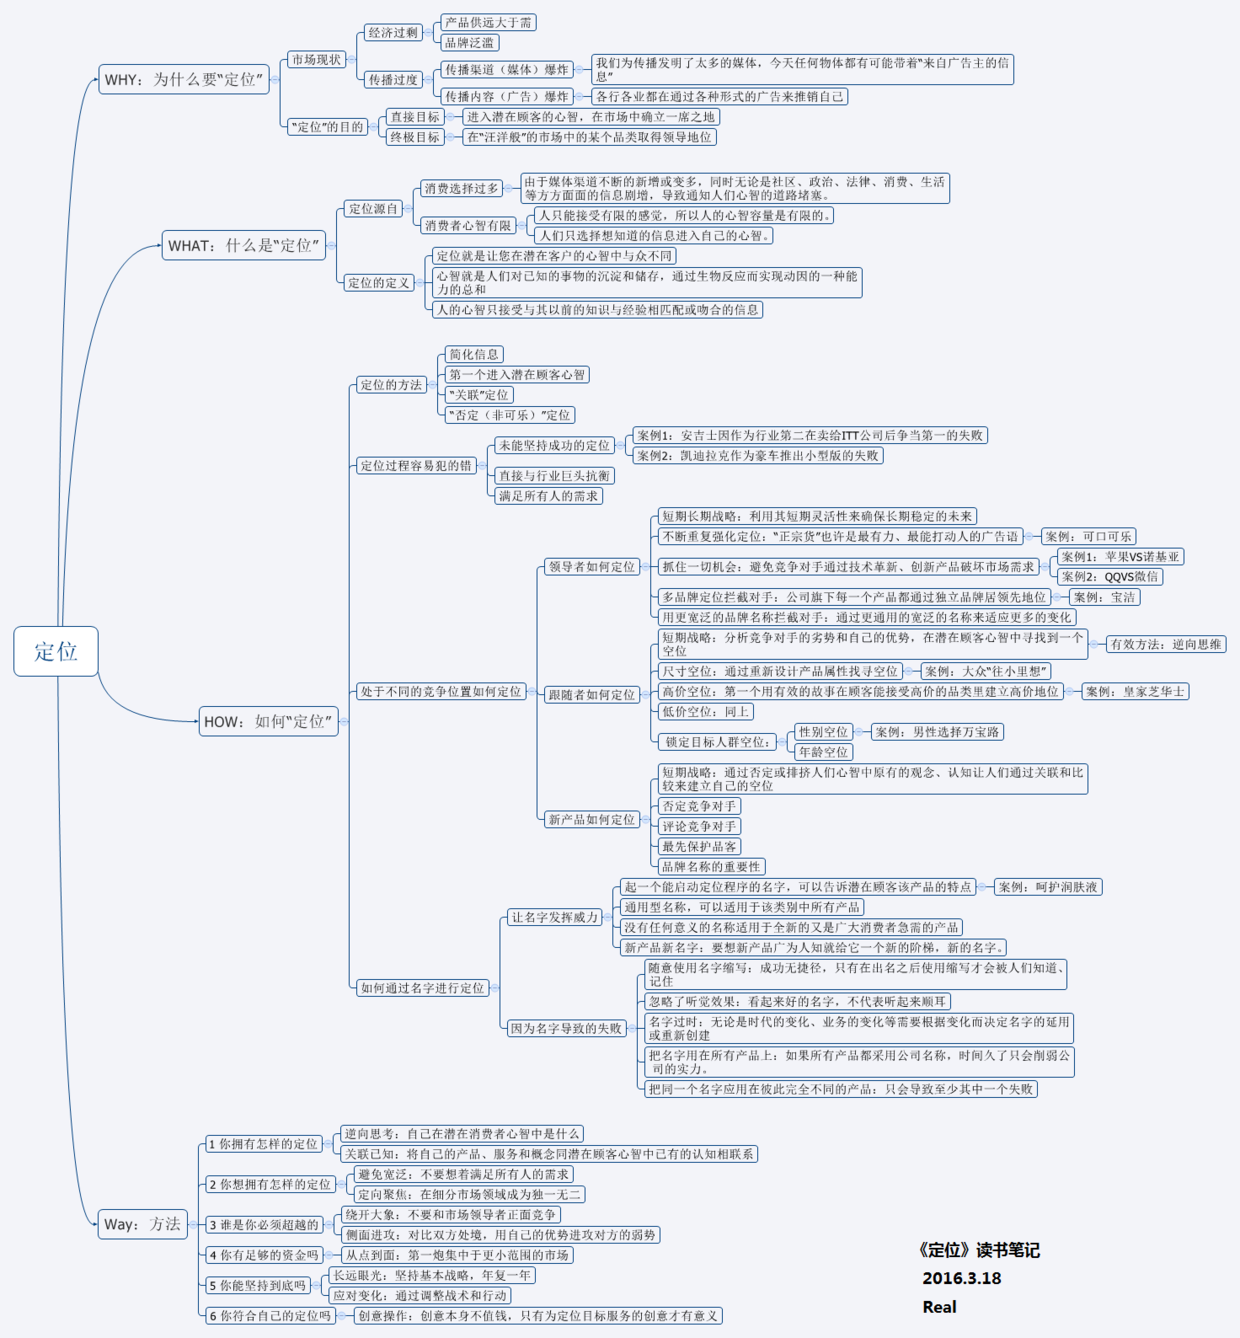 定位
WHY：为什么要“定位”
市场现状
经济过剩
产品供远大于需
品牌泛滥
传播过度
传播渠道（媒体）爆炸
我们为传播发明了太多的媒体，今天任何物体都有可能带着“来自广告主的信
息”
传播内容（广告）爆炸
各行各业都在通过各种形式的广告来推销自己
“定位”的目的
直接目标
进入潜在顾客的心智，在市场中确立一席之地
终极目标
在“汪洋般”的市场中的某个品类取得领导地位
WHAT：什么是“定位”
定位源自
消费选择过多
由于媒体渠道不断的新增或变多，同时无论是社区、政治、法律、消费、生活
等方方面面的信息剧增，导致通知人们心智的道路堵塞。
消费者心智有限
人只能接受有限的感觉，所以人的心智容量是有限的。
人们只选择想知道的信息进入自己的心智。
定位的定义
定位就是让您在潜在客户的心智中与众不同
心智就是人们对已知的事物的沉淀和储存，通过生物反应而实现动因的一种能
力的总和
人的心智只接受与其以前的知识与经验相匹配或吻合的信息
HOW：如何“定位”
定位的方法
简化信息
第一个进入潜在顾客心智
“关联”定位
“否定（非可乐）”定位
定位过程容易犯的错
未能坚持成功的定位
案例1：安吉士因作为行业第二在卖给ITT公司后争当第一的失败
案例2：凯迪拉克作为豪车推出小型版的失败
直接与行业巨头抗衡
满足所有人的需求
处于不同的竞争位置如何定位
领导者如何定位
短期长期战略：利用其短期灵活性来确保长期稳定的未来
不断重复强化定位：“正宗货”也许是最有力、最能打动人的广告语
案例：可口可乐
抓住一切机会：避免竞争对手通过技术革新、创新产品破坏市场需求
案例1：苹果VS诺基亚
案例2：QQVS微信
多品牌定位拦截对手：公司旗下每一个产品都通过独立品牌居领先地位
案例：宝洁
用更宽泛的品牌名称拦截对手：通过更通用的宽泛的名称来适应更多的变化
跟随者如何定位
短期战略：分析竞争对手的劣势和自己的优势，在潜在顾客心智中寻找到一个
空位
有效方法：逆向思维
尺寸空位：通过重新设计产品属性找寻空位
案例：大众“往小里想”
高价空位：第一个用有效的故事在顾客能接受高价的品类里建立高价地位
案例：皇家芝华士
低价空位：同上
锁定目标人群空位：
性别空位
案例：男性选择万宝路
年龄空位
新产品如何定位
短期战略：通过否定或排挤人们心智中原有的观念、认知让人们通过关联和比
较来建立自己的空位
否定竞争对手
评论竞争对手
最先保护品客
品牌名称的重要性
如何通过名字进行定位
让名字发挥威力
起一个能启动定位程序的名字，可以告诉潜在顾客该产品的特点
案例：呵护润肤液
通用型名称，可以适用于该类别中所有产品
没有任何意义的名称适用于全新的又是广大消费者急需的产品
新产品新名字：要想新产品广为人知就给它一个新的阶梯，新的名字。
因为名字导致的失败
随意使用名字缩写：成功无捷径，只有在出名之后使用缩写才会被人们知道、
记住
忽略了听觉效果：看起来好的名字，不代表听起来顺耳
名字过时：无论是时代的变化、业务的变化等需要根据变化而决定名字的延用
或重新创建
把名字用在所有产品上：如果所有产品都采用公司名称，时间久了只会削弱公
司的实力。
把同一个名字应用在彼此完全不同的产品：只会导致至少其中一个失败
Way：方法
1 你拥有怎样的定位
逆向思考：自己在潜在消费者心智中是什么
关联已知：将自己的产品、服务和概念同潜在顾客心智中已有的认知相联系
2 你想拥有怎样的定位
避免宽泛：不要想着满足所有人的需求
定向聚焦：在细分市场领域成为独一无二
3 谁是你必须超越的
绕开大象：不要和市场领导者正面竞争
侧面进攻：对比双方处境，用自己的优势进攻对方的弱势
4 你有足够的资金吗
从点到面：第一炮集中于更小范围的市场
5 你能坚持到底吗
长远眼光：坚持基本战略，年复一年
应对变化：通过调整战术和行动
6 你符合自己的定位吗
创意操作：创意本身不值钱，只有为定位目标服务的创意才有意义
《定位》读书笔记
2016.3.18
Real